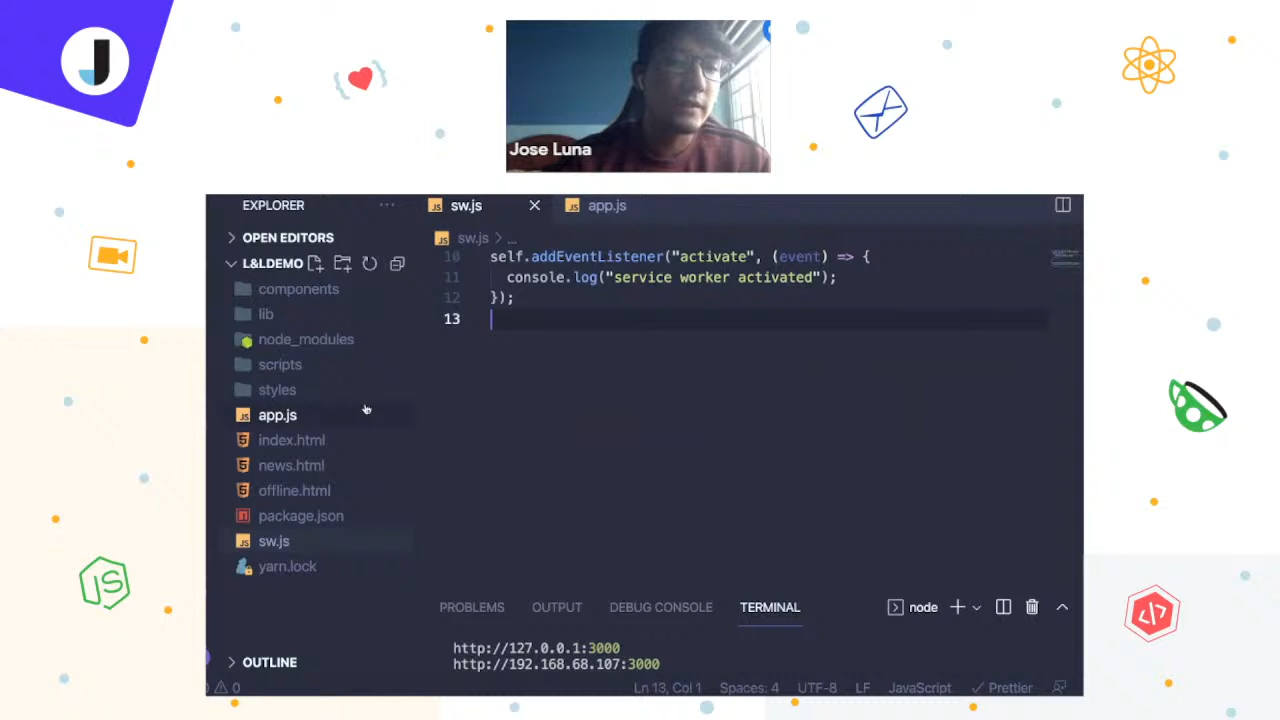 J
Jose Luna
EXPLORER
sw.js
app.js
OPEN EDITORS
sw.js > ...
L&LDEMO
10 self.addEventListener("activate", (event) => {
11 console.log("service worker activated");
12 });
13
components
lib
node_modules
scripts
styles
app.js
index.html
news.html
offline.html
package.json
sw.js
yarn.lock
PROBLEMS OUTPUT DEBUG CONSOLE TERMINAL
node
http://127.0.0.1:3000
http://192.168.68.107:3000
OUTLINE
0
Ln 13, Col 1 Spaces: 4 UTF-8 LF JavaScript Prettier
JS